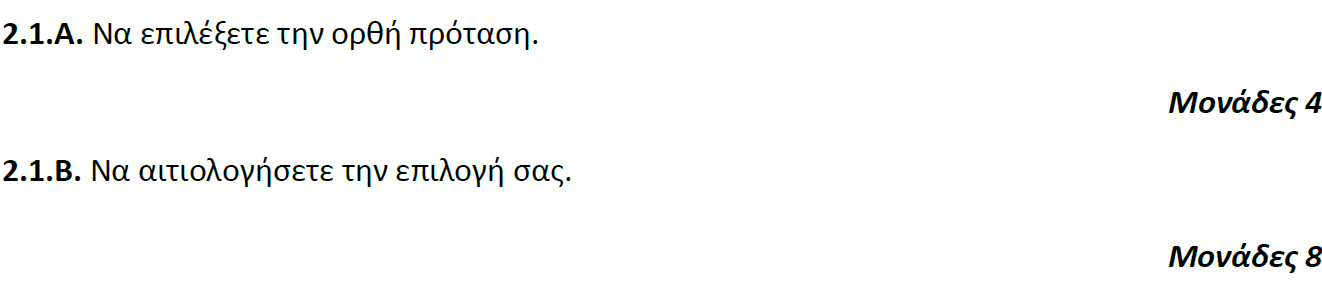 2.1.Α. Να επιλέξετε την ορθή πρόταση.
Μονάδες 4
2.1.Β. Να αιτιολογήσετε την επιλογή σας.
Μονάδες 8